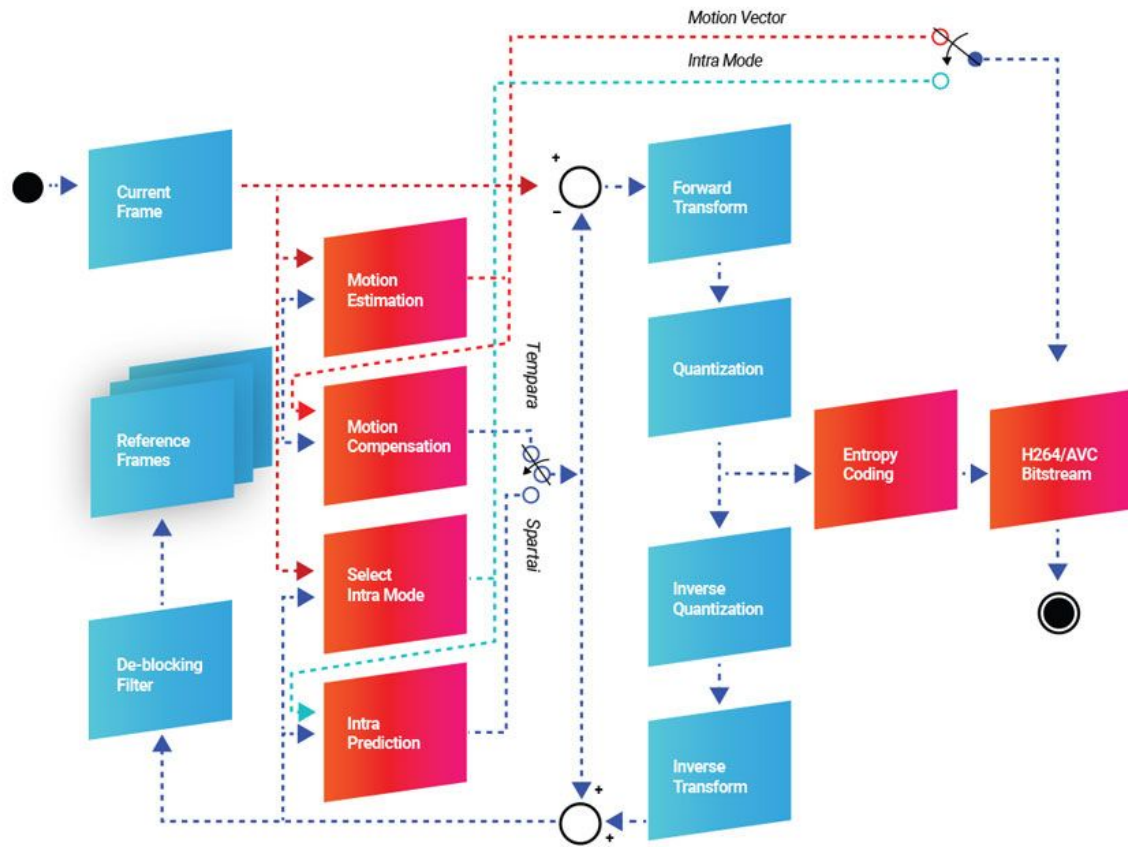 Motion Vector
Intra Mode
Current
Frame
+
−
Forward
Transform
Motion
Estimation
Quantization
Tempara
Reference
Frames
Motion
Compensation
Entropy
Coding
H264/AVC
Bitstream
Spartai
Select
Intra Mode
Inverse
Quantization
De-blocking
Filter
Intra
Prediction
Inverse
Transform
+
+